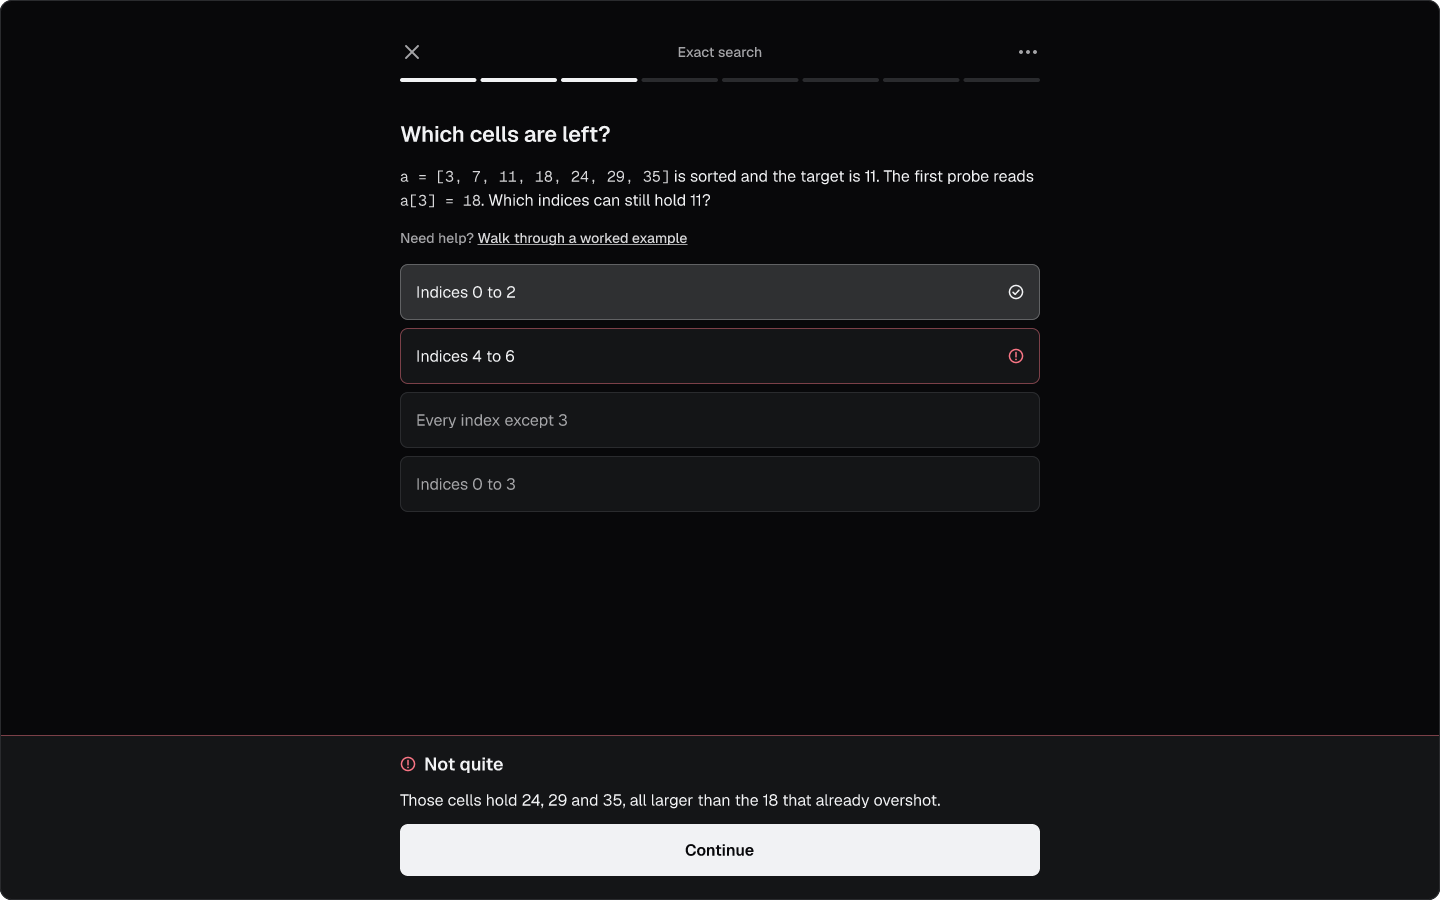 Exact search
Which cells are left?
a = [3, 7, 11, 18, 24, 29, 35] is sorted and the target is 11. The first probe reads
a[3] = 18. Which indices can still hold 11?
Need help? Walk through a worked example
Indices 0 to 2
Indices 4 to 6
Every index except 3
Indices 0 to 3
Not quite
Those cells hold 24, 29 and 35, all larger than the 18 that already overshot.
Continue